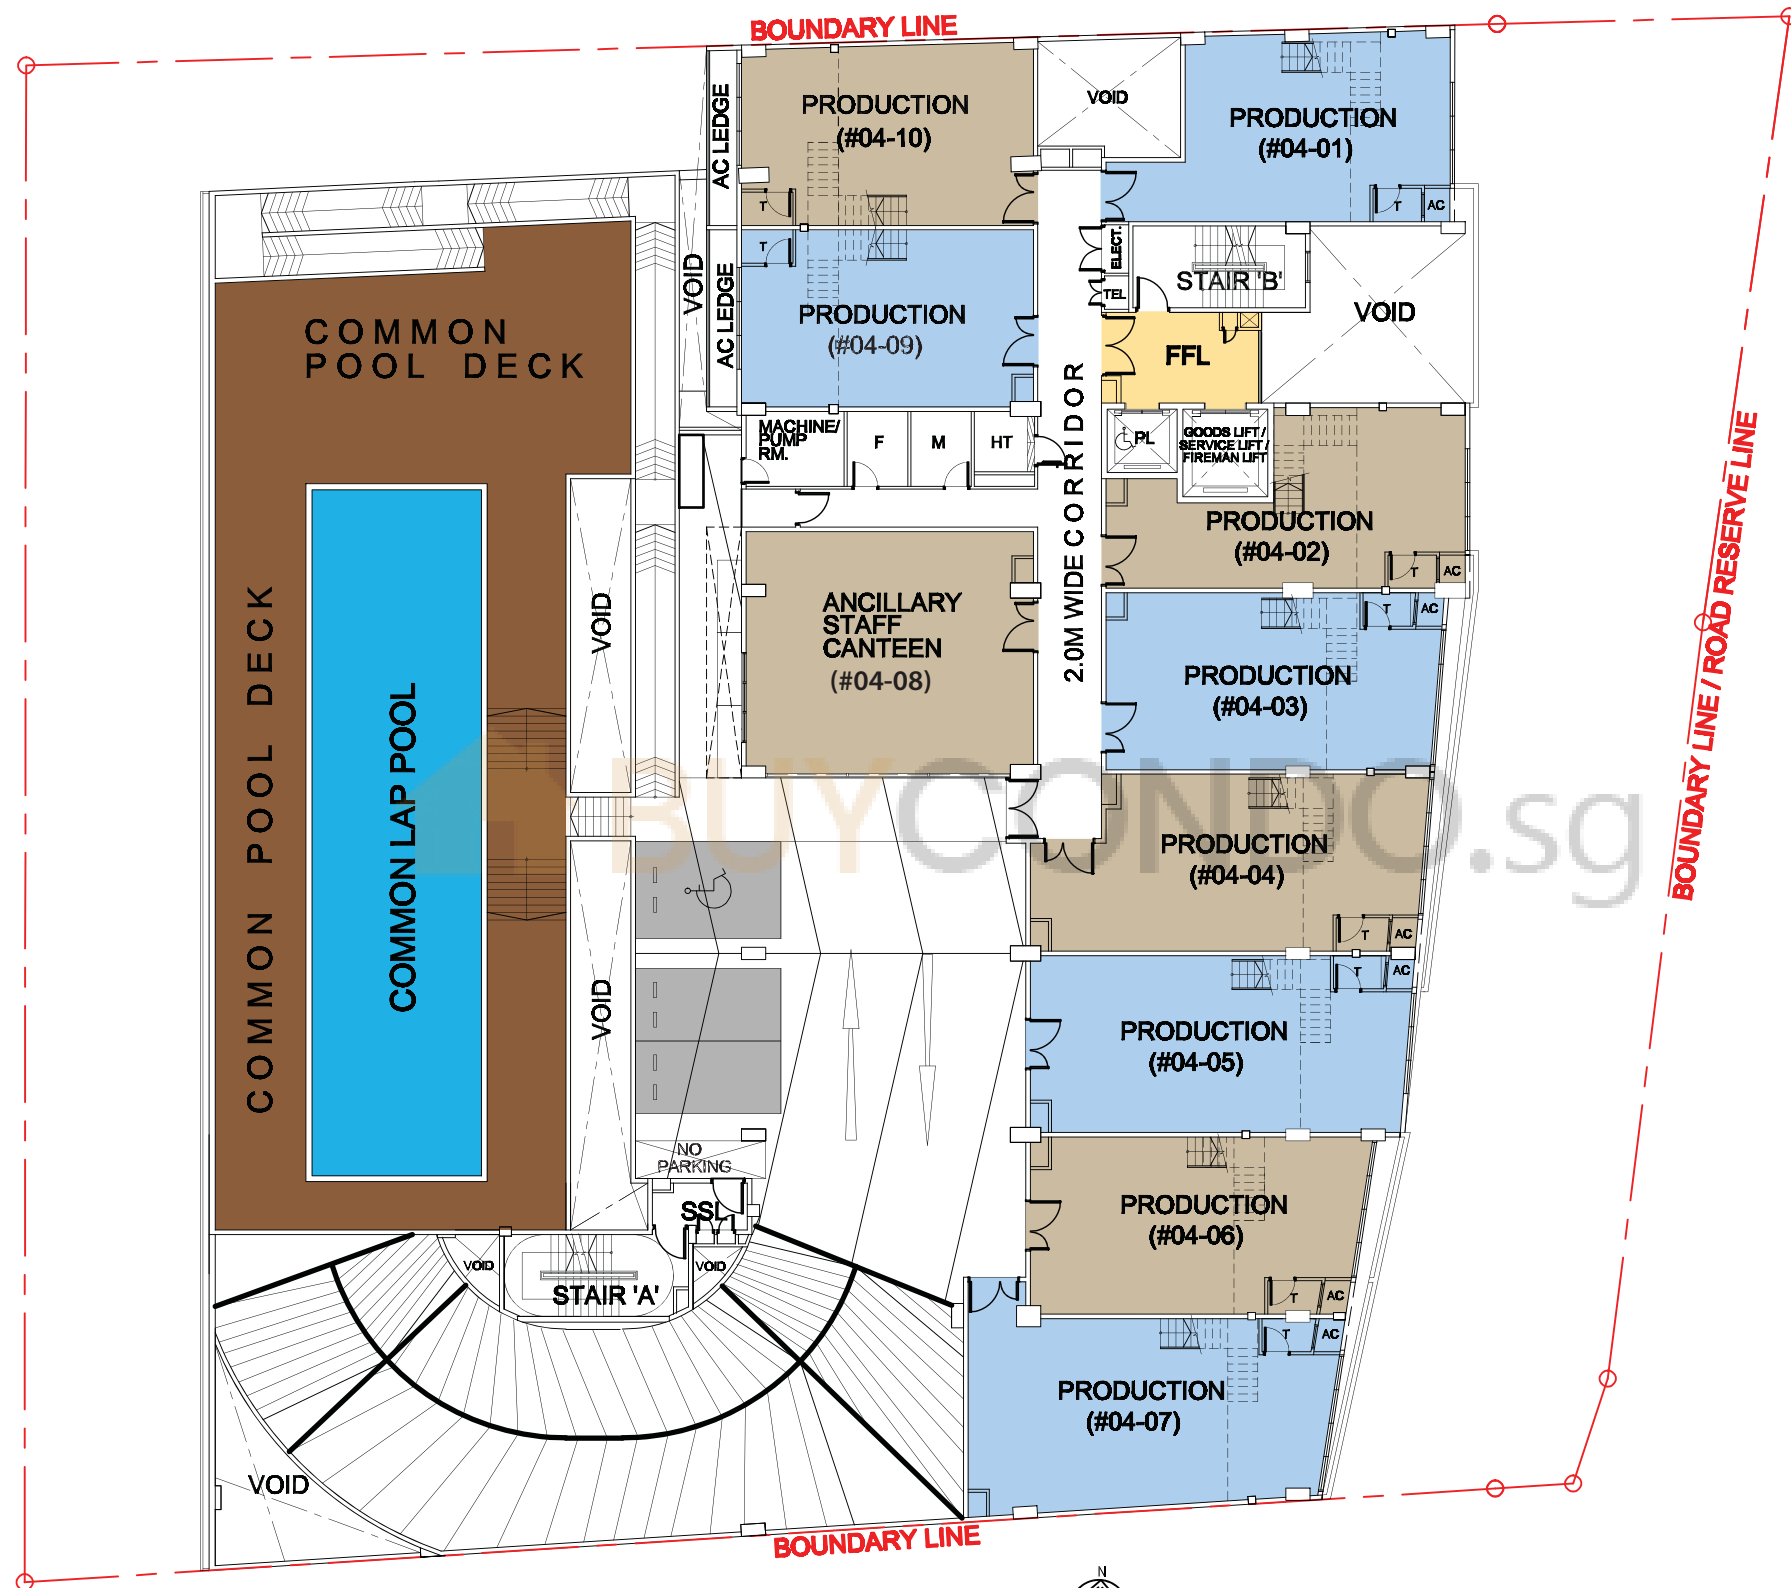 BOUNDARY LINE
PRODUCTION
(#04-10)
AC LEDGE
T
VOID
PRODUCTION
(#04-01)
T
AC
T
AC LEDGE
VOID
PRODUCTION
(#04-09)
ELECT.
TEL
STAIR 'B'
VOID
FFL
COMMON
POOL DECK
MACHINE/
PUMP
RM.
F
M
HT
2.0M WIDE CORRIDOR
PL
GOODS LIFT /
SERVICE LIFT /
FIREMAN LIFT
PRODUCTION
(#04-02)
T
AC
BOUNDARY LINE / ROAD RESERVE LINE
COMMON POOL DECK
COMMON LAP POOL
VOID
ANCILLARY
STAFF
CANTEEN
(#04-08)
T
AC
PRODUCTION
(#04-03)
BUYCONDO.sg
PRODUCTION
(#04-04)
T
AC
VOID
T
AC
PRODUCTION
(#04-05)
NO
PARKING
SSL
PRODUCTION
(#04-06)
T
AC
VOID
VOID
STAIR 'A'
T
AC
PRODUCTION
(#04-07)
VOID
BOUNDARY LINE
N